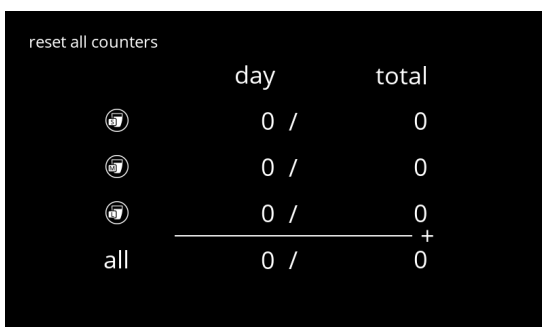 reset all counters
day total
S 0 / 0
M 0 / 0
L 0 / 0
+
all 0 / 0